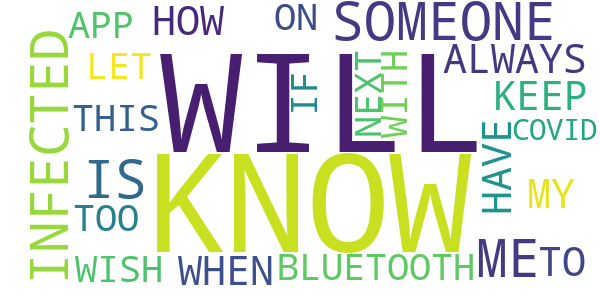 APP HOW ON SOMEONE
LET WILL IF NEXT WITH ALWAYS
INFECTED THIS KEEP
HAVE COVID
IS KNOW MY
TOO
WISH WHEN BLUETOOTH ME TO